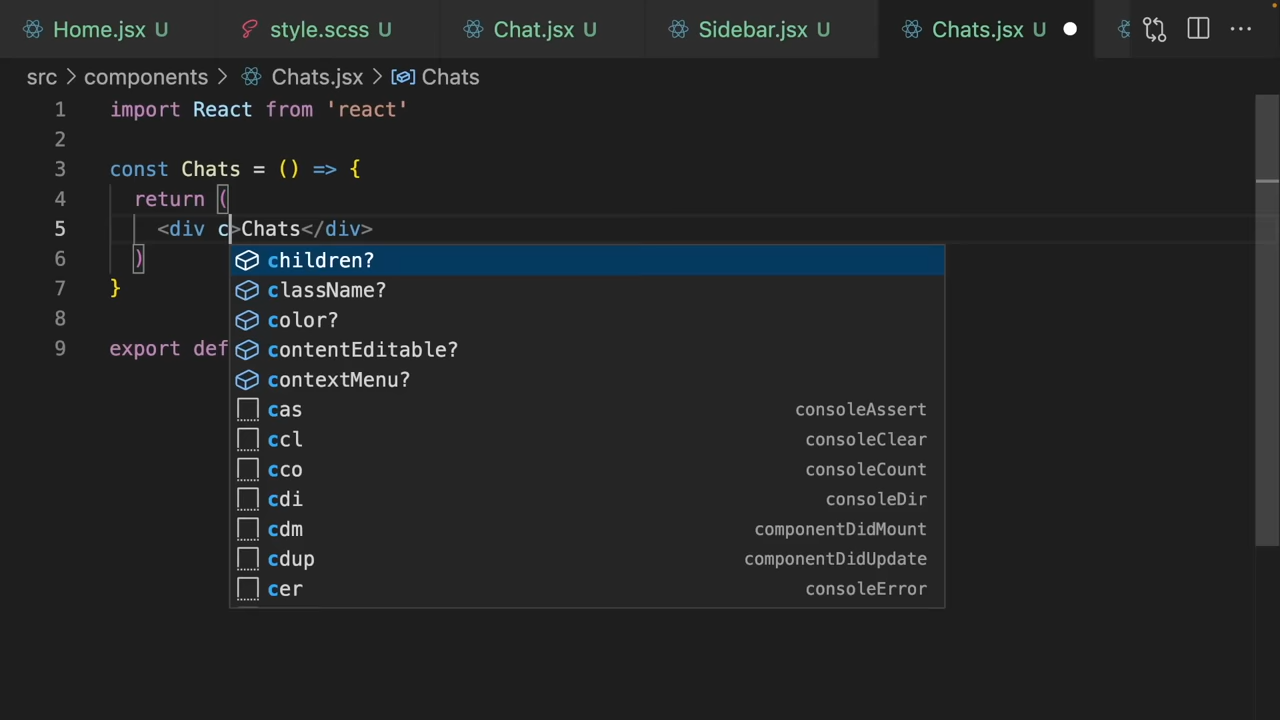 Home.jsx U style.scss U Chat.jsx U Sidebar.jsx U Chats.jsx U
src > components > Chats.jsx > Chats
1 import React from 'react'
2
3 const Chats = () => {
4 return (
5 <div c>Chats</div>
6 )
7 }
8
9 export def
children?
className?
color?
contentEditable?
contextMenu?
cas consoleAssert
ccl consoleClear
cco consoleCount
cdi consoleDir
cdm componentDidMount
cdup componentDidUpdate
cer consoleError